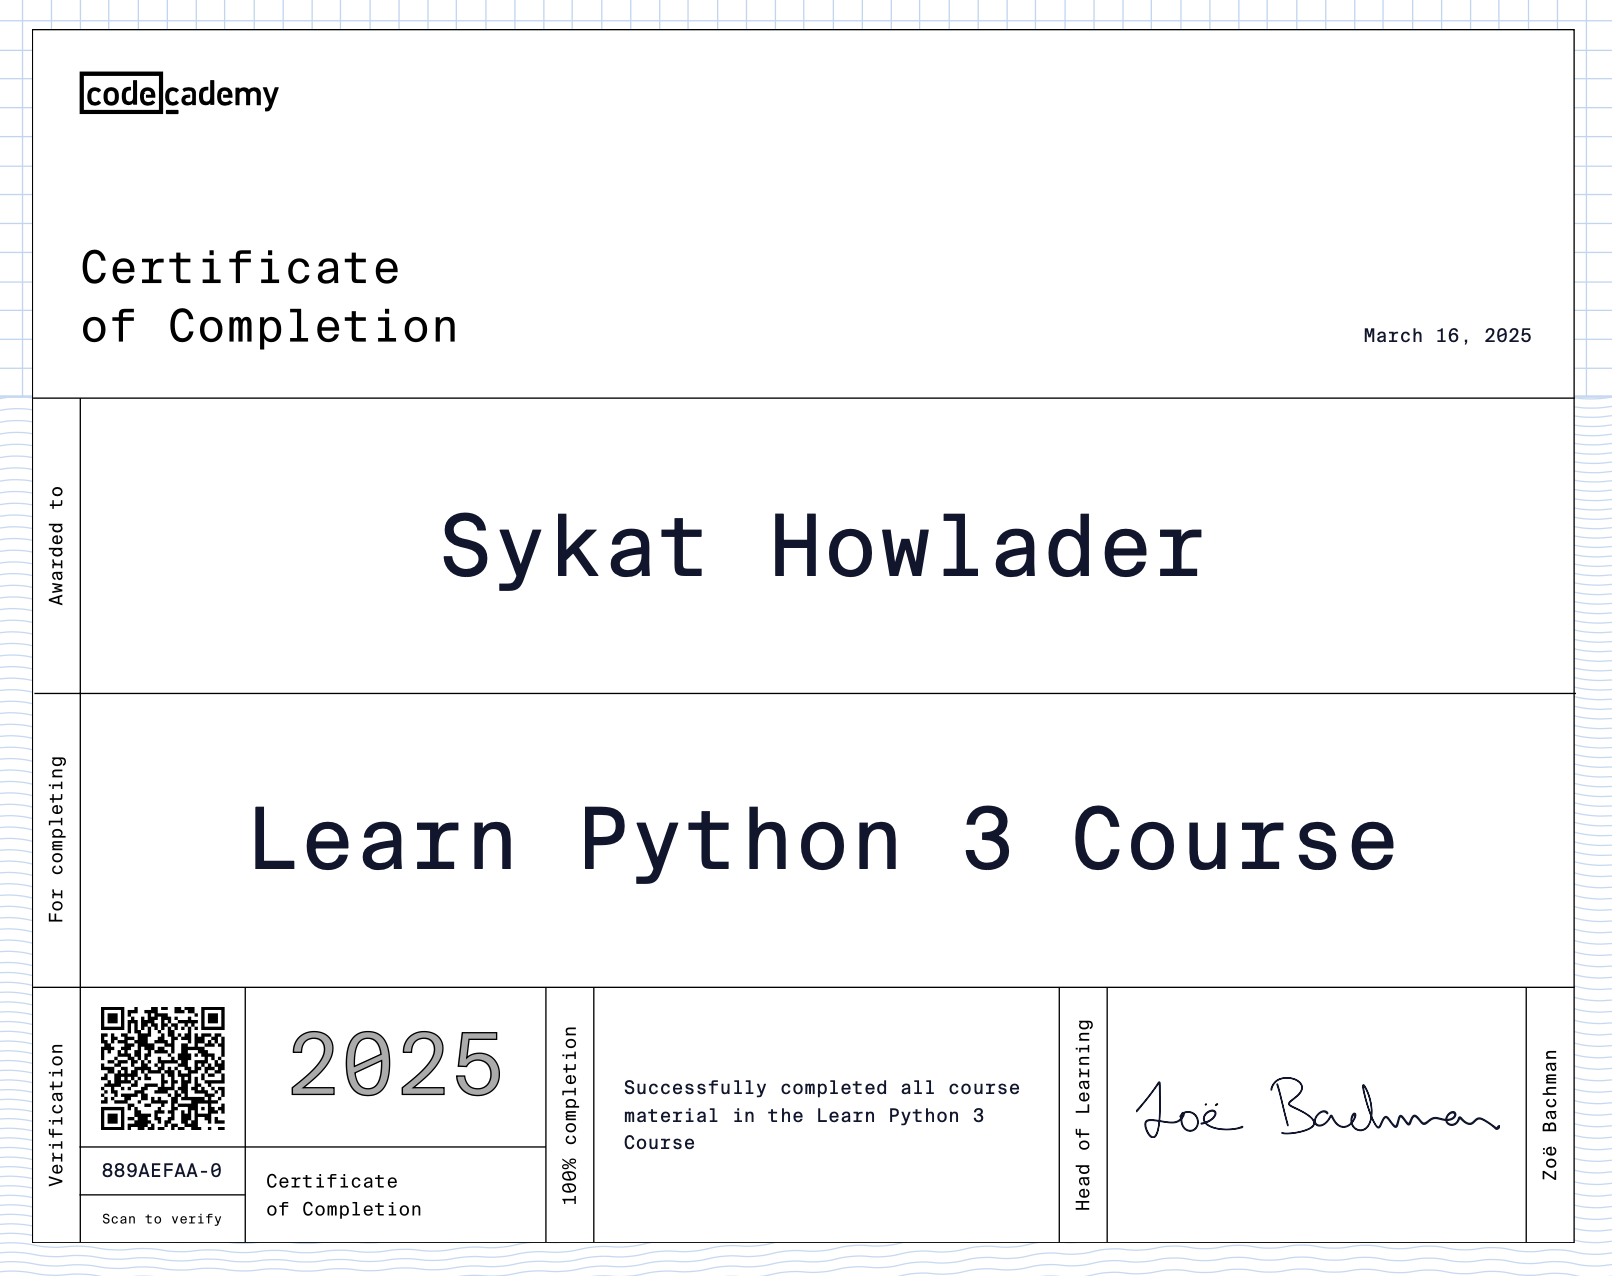 codecademy
Certificate
of Completion
March 16, 2025
Awarded to
Sykat Howlader
For completing
Learn Python 3 Course
Verification
889AEFAA-0
Scan to verify
2025
Certificate
of Completion
100% completion
Successfully completed all course
material in the Learn Python 3
Course
Head of Learning
Zoë Bachman
Zoë Bachman